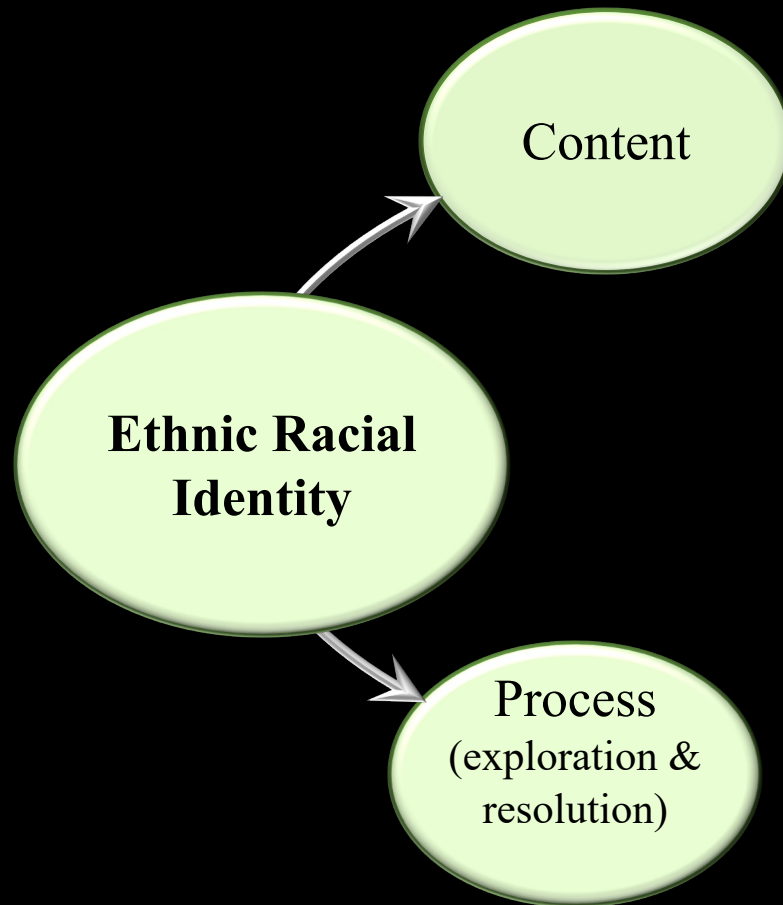 Content
Ethnic Racial
Identity
Process
(exploration &
resolution)